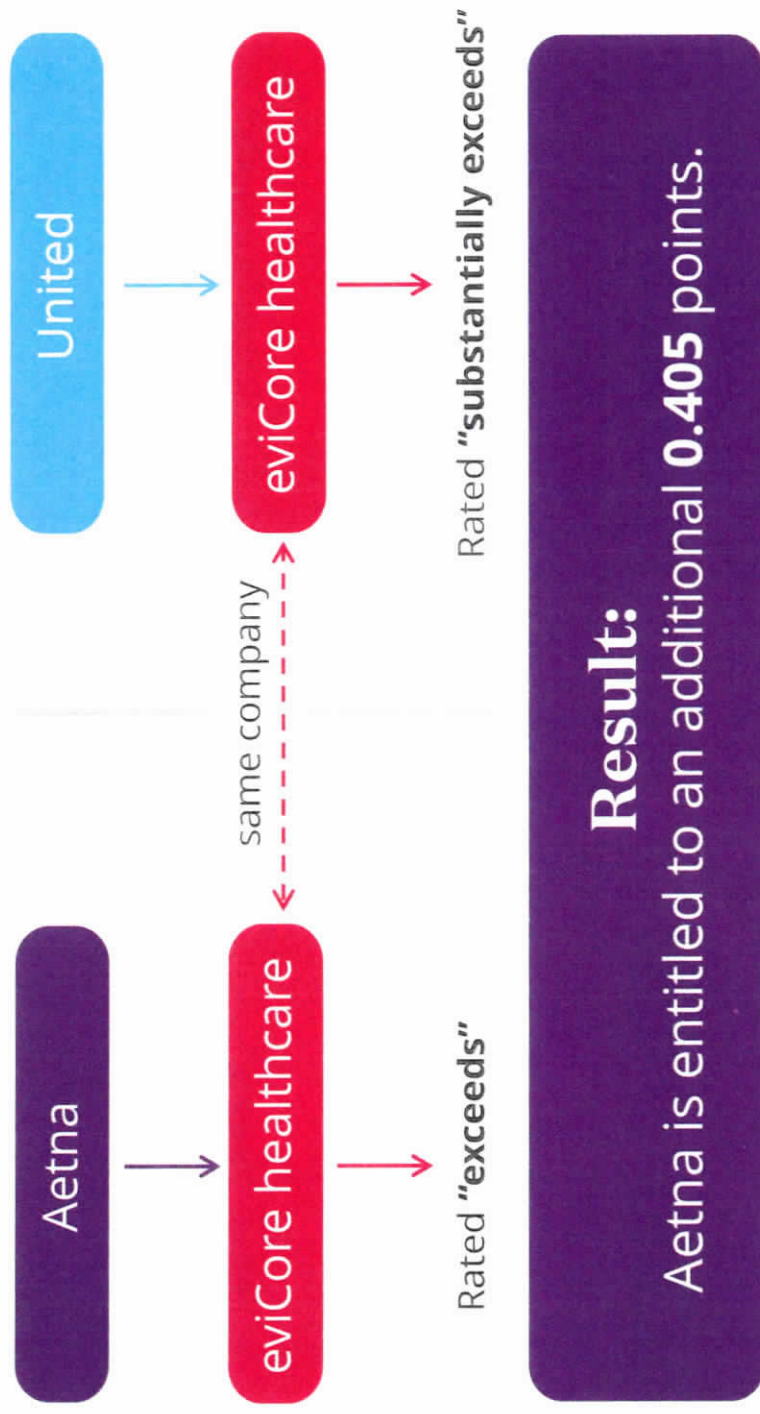 Aetna
United
eviCore healthcare
same company
eviCore healthcare
Rated “exceeds”
Rated “substantially exceeds”
Result:
Aetna is entitled to an additional 0.405 points.